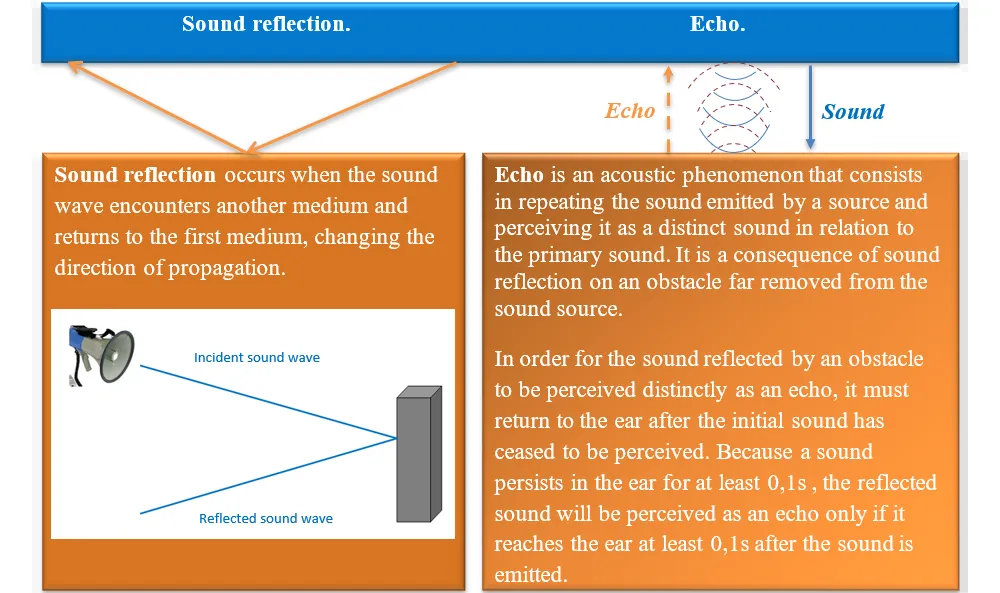 Sound reflection.
Echo.
Echo
Sound
Sound reflection occurs when the sound
wave encounters another medium and
returns to the first medium, changing the
direction of propagation.
Incident sound wave
Reflected sound wave
Echo is an acoustic phenomenon that consists
in repeating the sound emitted by a source and
perceiving it as a distinct sound in relation to
the primary sound. It is a consequence of sound
reflection on an obstacle far removed from the
sound source.
In order for the sound reflected by an obstacle
to be perceived distinctly as an echo, it must
return to the ear after the initial sound has
ceased to be perceived. Because a sound
persists in the ear for at least 0,1s , the reflected
sound will be perceived as an echo only if it
reaches the ear at least 0,1s after the sound is
emitted.